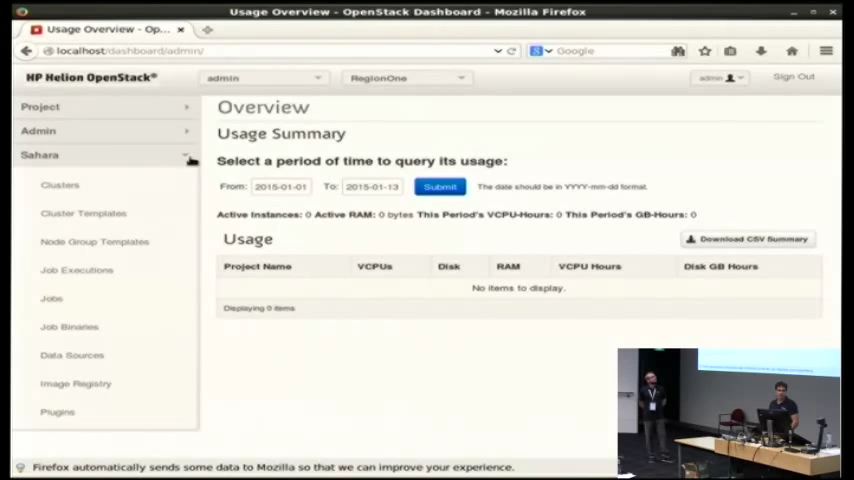 Usage Overview - OpenStack Dashboard - Mozilla Firefox
Usage Overview - Op...
localhost/dashboard/admin/
Google
HP Helion OpenStack®
admin
RegionOne
admin
Sign Out
Project
Admin
Sahara
Clusters
Cluster Templates
Node Group Templates
Job Executions
Jobs
Job Binaries
Data Sources
Image Registry
Plugins
Overview
Usage Summary
Select a period of time to query its usage:
From: 2015-01-01 To: 2015-01-13 Submit The date should be in YYYY-mm-dd format.
Active Instances: 0 Active RAM: 0 bytes This Period's VCPU-Hours: 0 This Period's GB-Hours: 0
Usage
Download CSV Summary
Project Name VCPUs Disk RAM VCPU Hours Disk GB Hours
No items to display.
Displaying 0 items
Firefox automatically sends some data to Mozilla so that we can improve your experience.